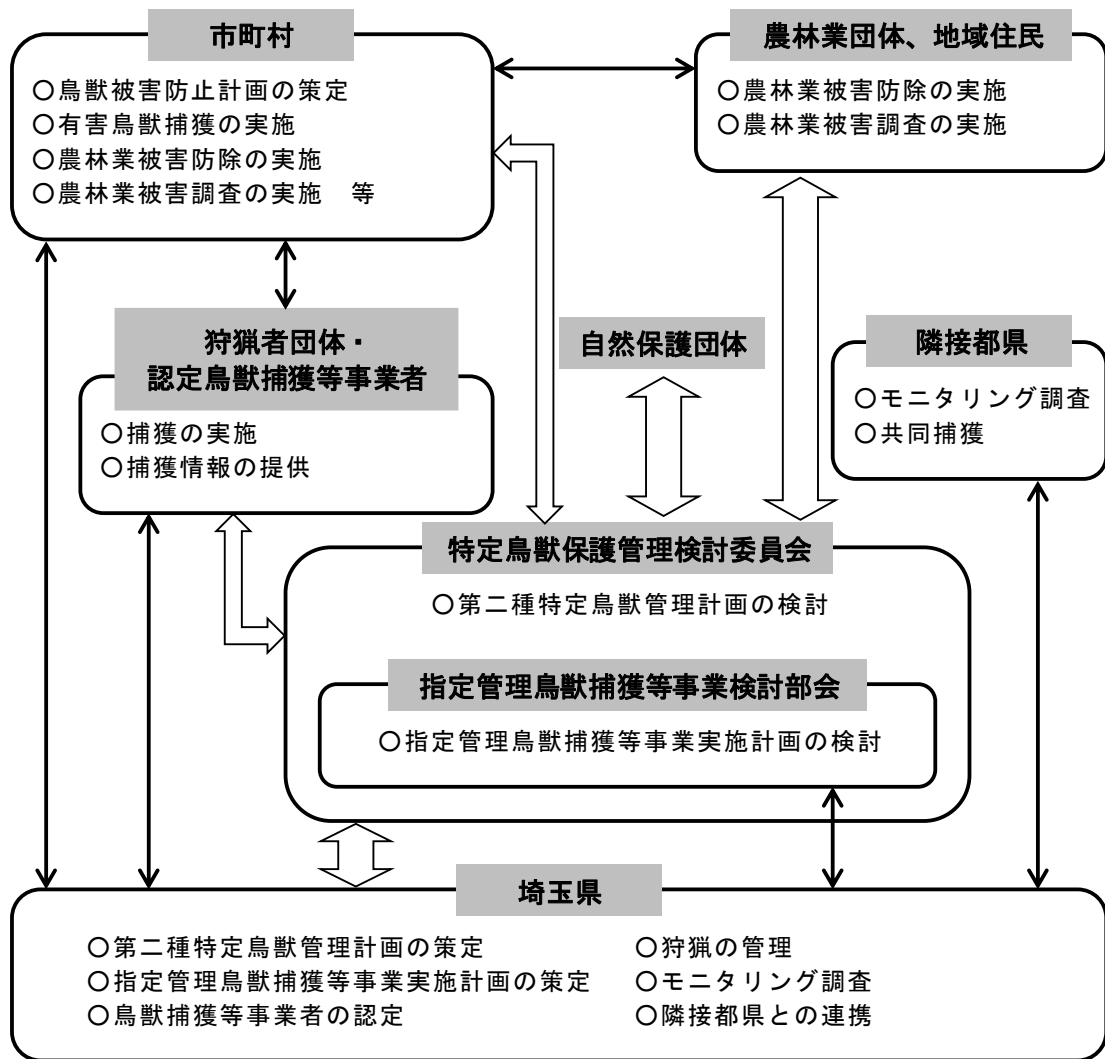 市町村
○鳥獣被害防止計画の策定
○有害鳥獣捕獲の実施
○農林業被害防除の実施
○農林業被害調査の実施 等
農林業団体、地域住民
○農林業被害防除の実施
○農林業被害調査の実施
狩猟者団体・
認定鳥獣捕獲等事業者
○捕獲の実施
○捕獲情報の提供
自然保護団体
隣接都県
○モニタリング調査
○共同捕獲
特定鳥獣保護管理検討委員会
○第二種特定鳥獣管理計画の検討
指定管理鳥獣捕獲等事業検討部会
○指定管理鳥獣捕獲等事業実施計画の検討
埼玉県
○第二種特定鳥獣管理計画の策定
○指定管理鳥獣捕獲等事業実施計画の策定
○鳥獣捕獲等事業者の認定
○狩猟の管理
○モニタリング調査
○隣接都県との連携